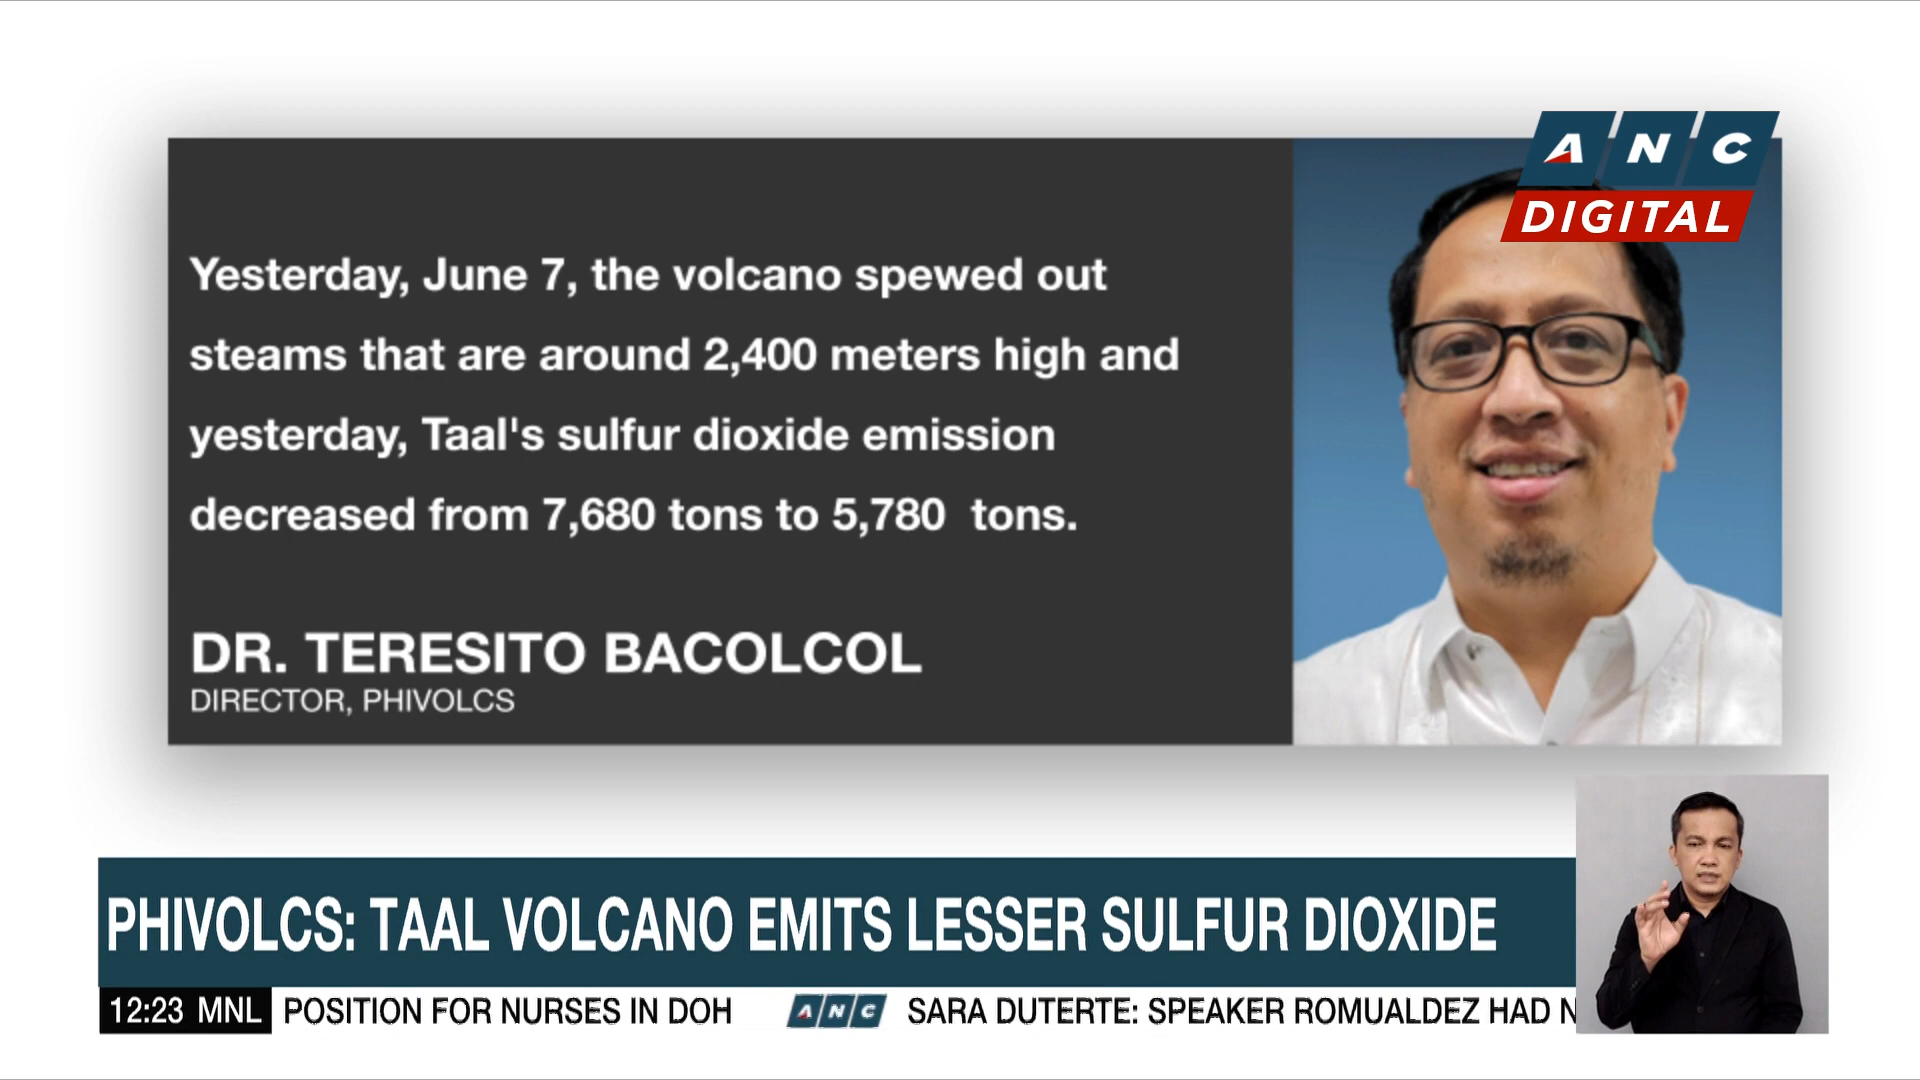 ANC
DIGITAL
Yesterday, June 7, the volcano spewed out
steams that are around 2,400 meters high and
yesterday, Taal's sulfur dioxide emission
decreased from 7,680 tons to 5,780 tons.
DR. TERESITO BACOLCOL
DIRECTOR, PHIVOLCS
PHIVOLCS: TAAL VOLCANO EMITS LESSER SULFUR DIOXIDE
12:23 MNL POSITION FOR NURSES IN DOH ANC SARA DUTERTE: SPEAKER ROMUALDEZ HAD N